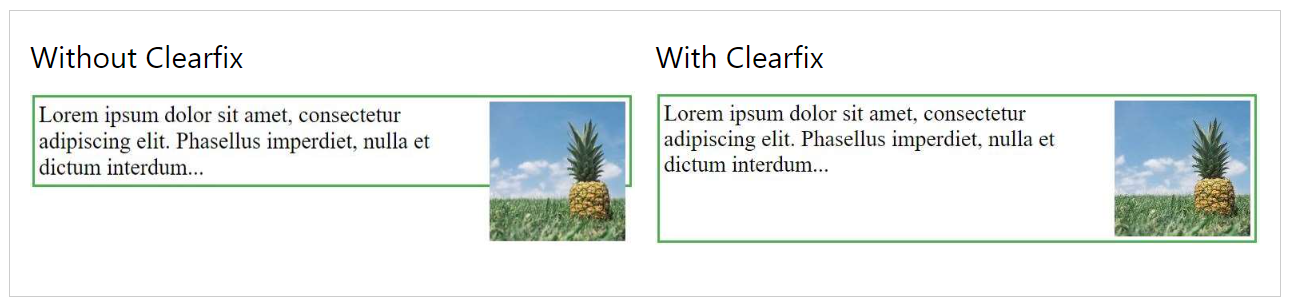 Without Clearfix
Lorem ipsum dolor sit amet, consectetur
adipiscing elit. Phasellus imperdiet, nulla et
dictum interdum...
With Clearfix
Lorem ipsum dolor sit amet, consectetur
adipiscing elit. Phasellus imperdiet, nulla et
dictum interdum...